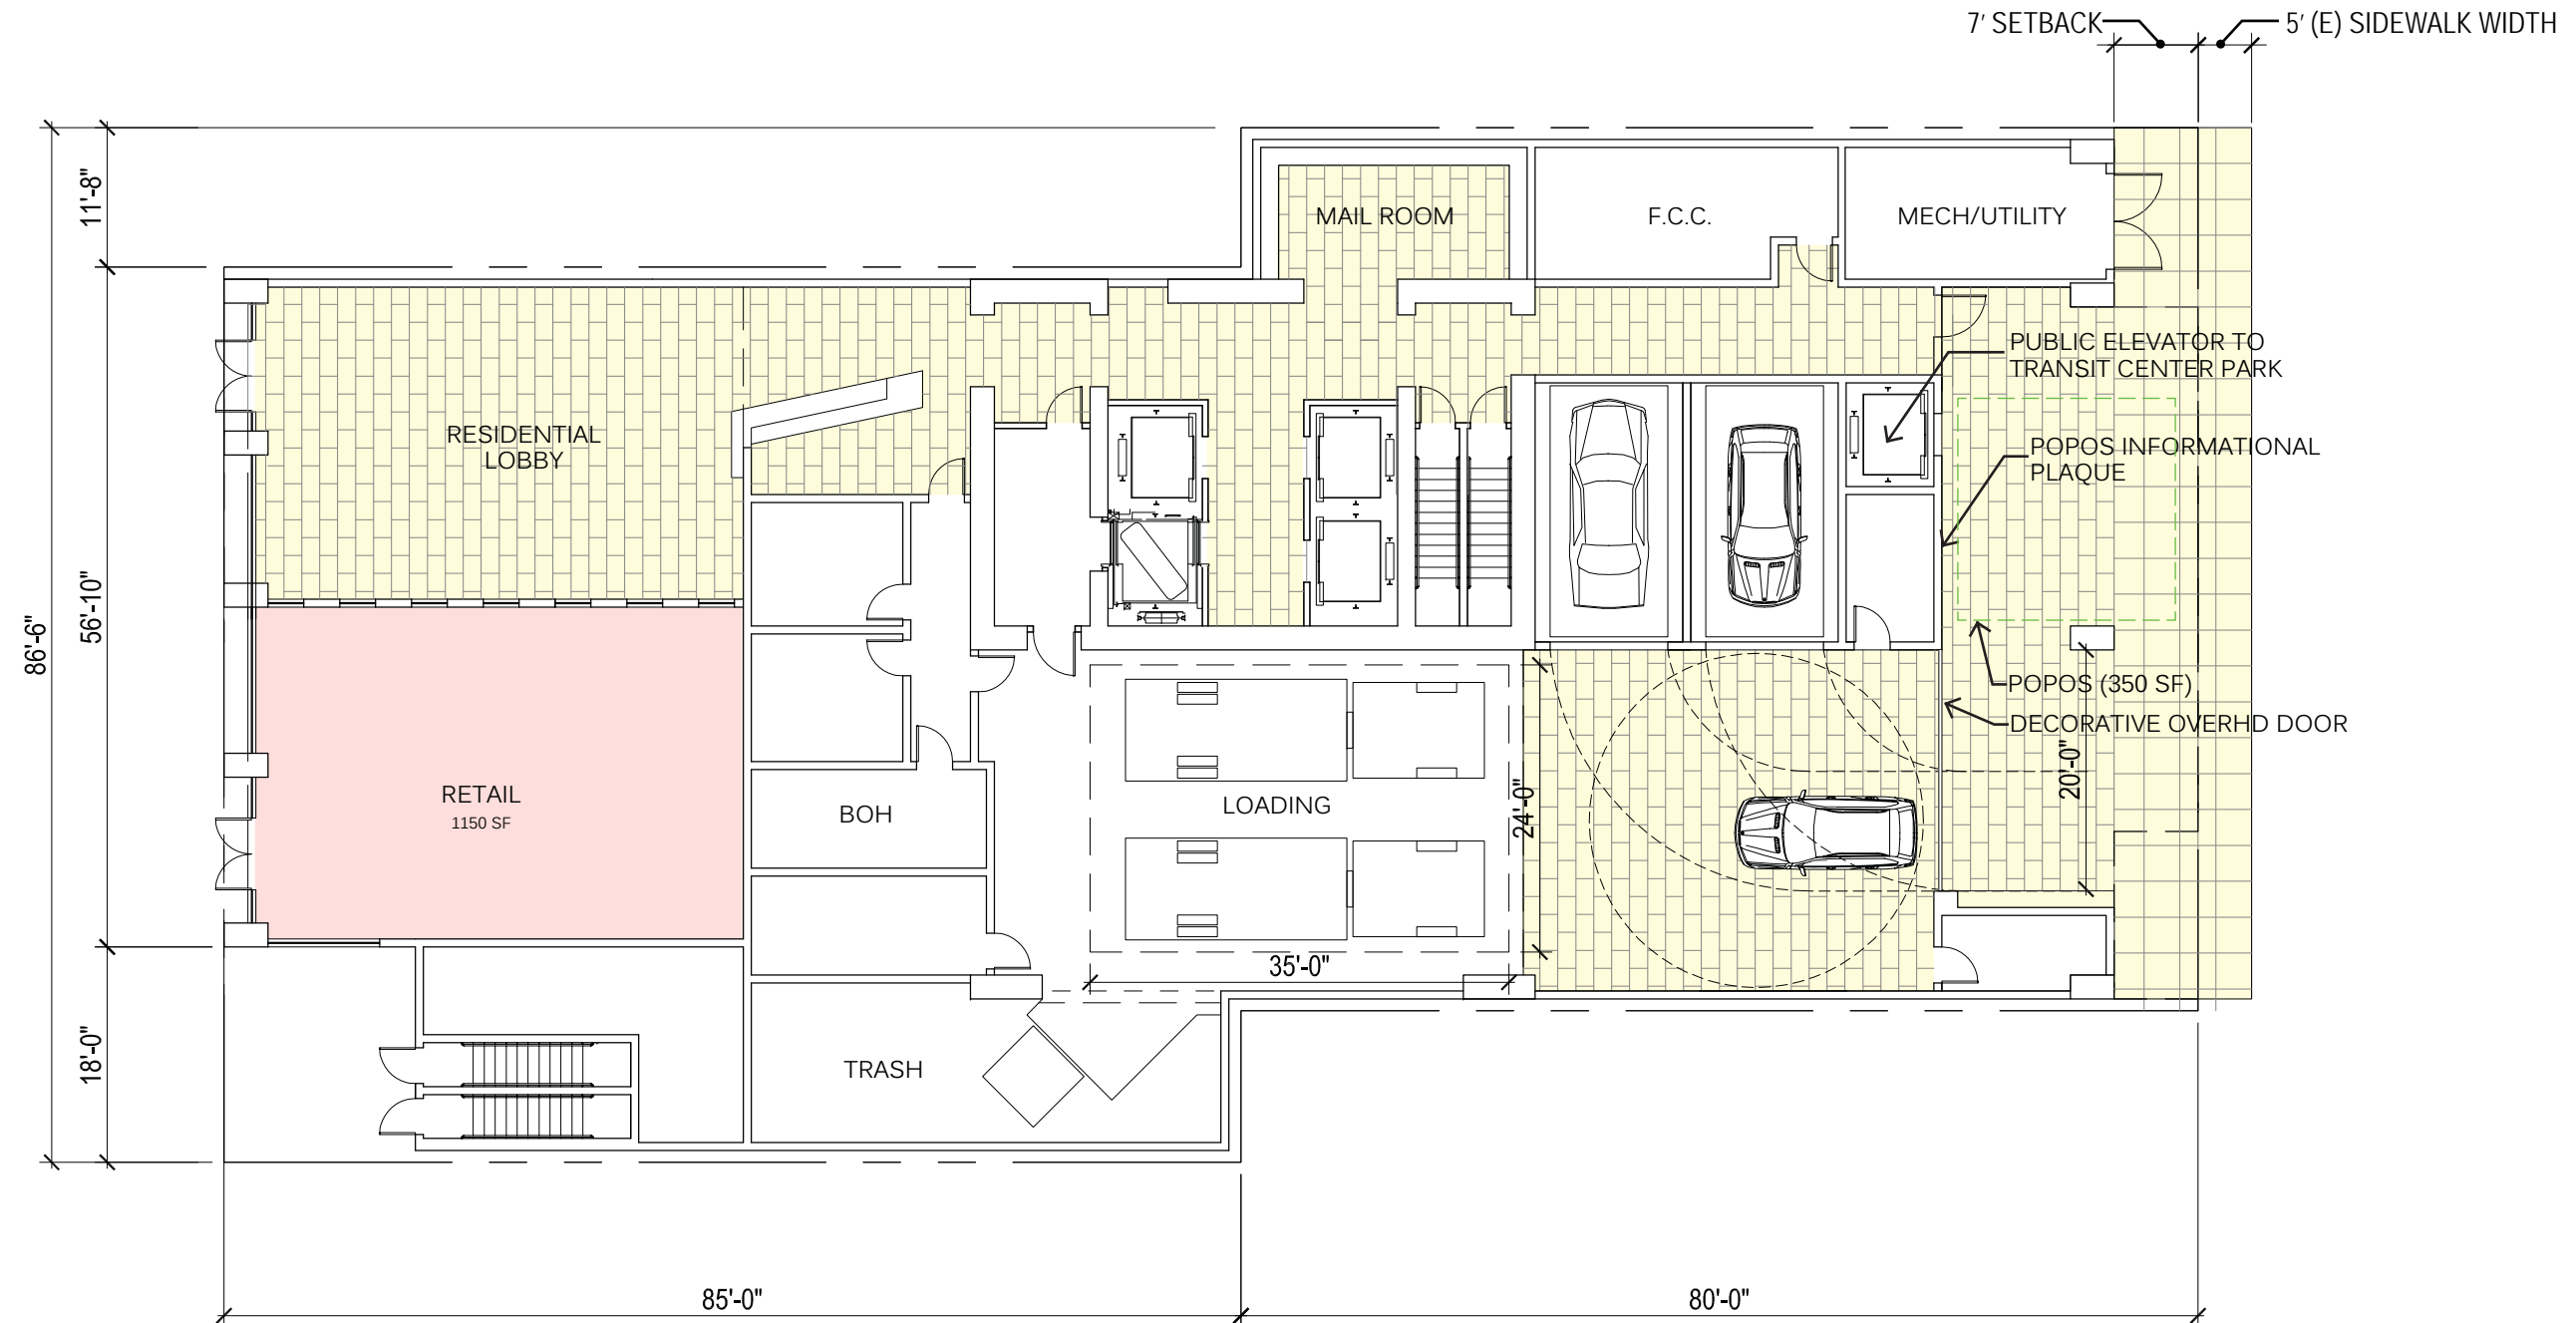 7' SETBACK
5' (E) SIDEWALK WIDTH
11'-8"
MAIL ROOM
F.C.C.
MECH/UTILITY
PUBLIC ELEVATOR TO
TRANSIT CENTER PARK
RESIDENTIAL
LOBBY
POPOS INFORMATIONAL
PLAQUE
56'-10"
86'-6"
POPOS (350 SF)
DECORATIVE OVERHD DOOR
20'-0"
RETAIL
1150 SF
BOH
LOADING
24'-0"
35'-0"
18'-0"
TRASH
85'-0"
80'-0"